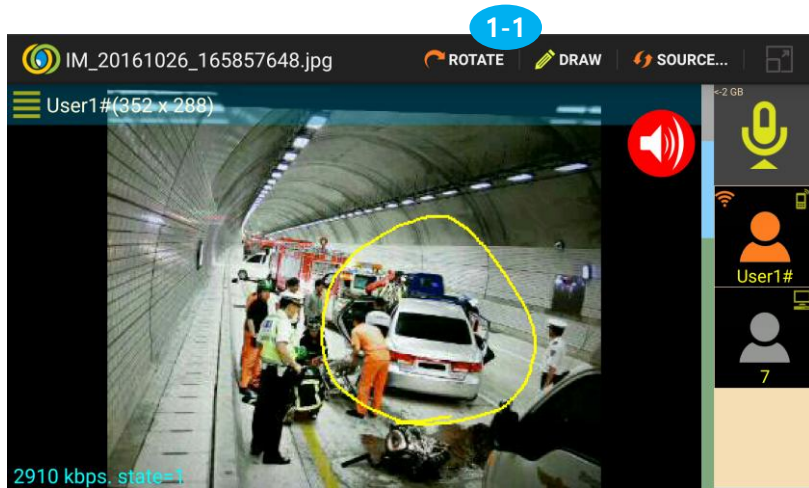 1-1
IM_20161026_165857648.jpg
ROTATE
DRAW
SOURCE...
User1#(352 x 288)
<-2 GB
User1#
7
2910 kbps. state=1